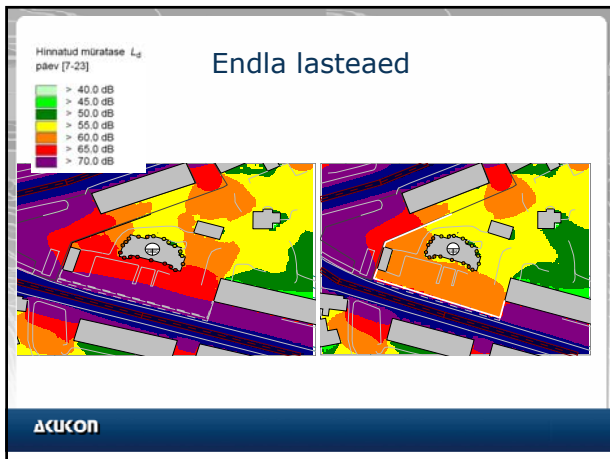 Endla lasteaed
Hinnatud müratase L_d
päev [7-23]
> 40.0 dB
> 45.0 dB
> 50.0 dB
> 55.0 dB
> 60.0 dB
> 65.0 dB
> 70.0 dB
AKUKON